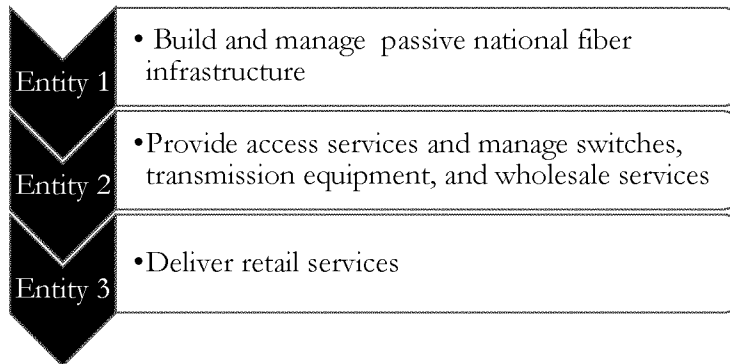 Entity 1
• Build and manage passive national fiber
infrastructure
Entity 2
•Provide access services and manage switches,
transmission equipment, and wholesale services
Entity 3
•Deliver retail services